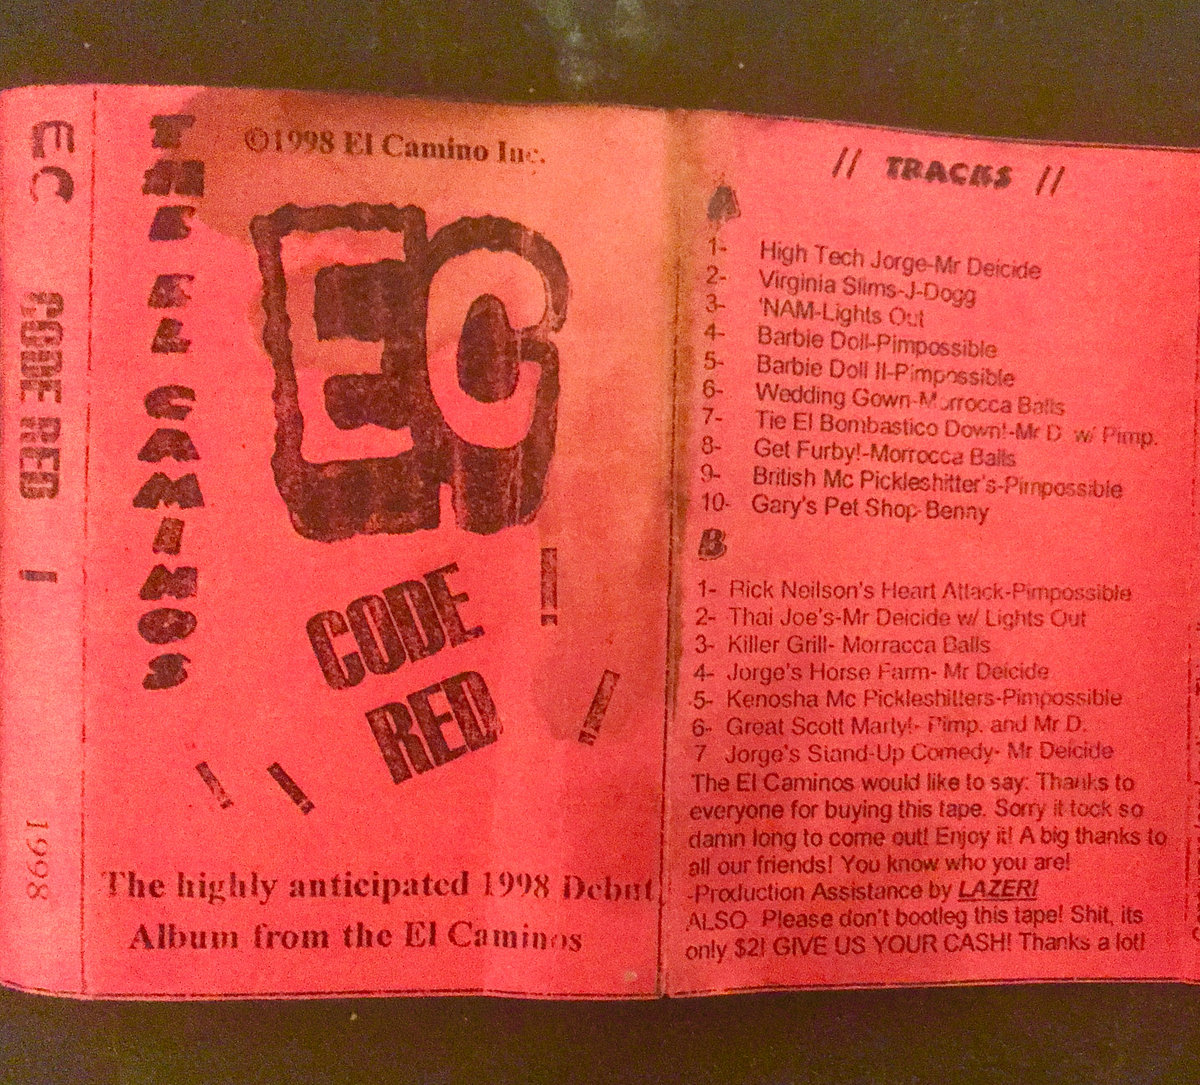 EC CODE RED 1998
THE EL CAMINOS
©1998 El Camino Inc.
EC
CODE
RED
The highly anticipated 1998 Debut
Album from the El Caminos
// TRACKS //
A
1- High Tech Jorge-Mr Deicide
2- Virginia Slims-J-Dogg
3- 'NAM-Lights Out
4- Barbie Doll-Pimpossible
5- Barbie Doll II-Pimpossible
6- Wedding Gown-Morrocca Balls
7- Tie El Bombastico Down!-Mr D. w/ Pimp.
8- Get Furby!-Morrocca Balls
9- British Mc Pickleshitter's-Pimpossible
10- Gary's Pet Shop-Benny
B
1- Rick Neilson's Heart Attack-Pimpossible
2- Thai Joe's-Mr Deicide w/ Lights Out
3- Killer Grill- Morracca Balls
4- Jorge's Horse Farm- Mr Deicide
5- Kenosha Mc Pickleshitters-Pimpossible
6- Great Scott Marty!- Pimp. and Mr D.
7 Jorge's Stand-Up Comedy- Mr Deicide
The El Caminos would like to say: Thanks to
everyone for buying this tape. Sorry it took so
damn long to come out! Enjoy it! A big thanks to
all our friends! You know who you are!
-Production Assistance by LAZER!
ALSO Please don't bootleg this tape! Shit, its
only $2! GIVE US YOUR CASH! Thanks a lot!